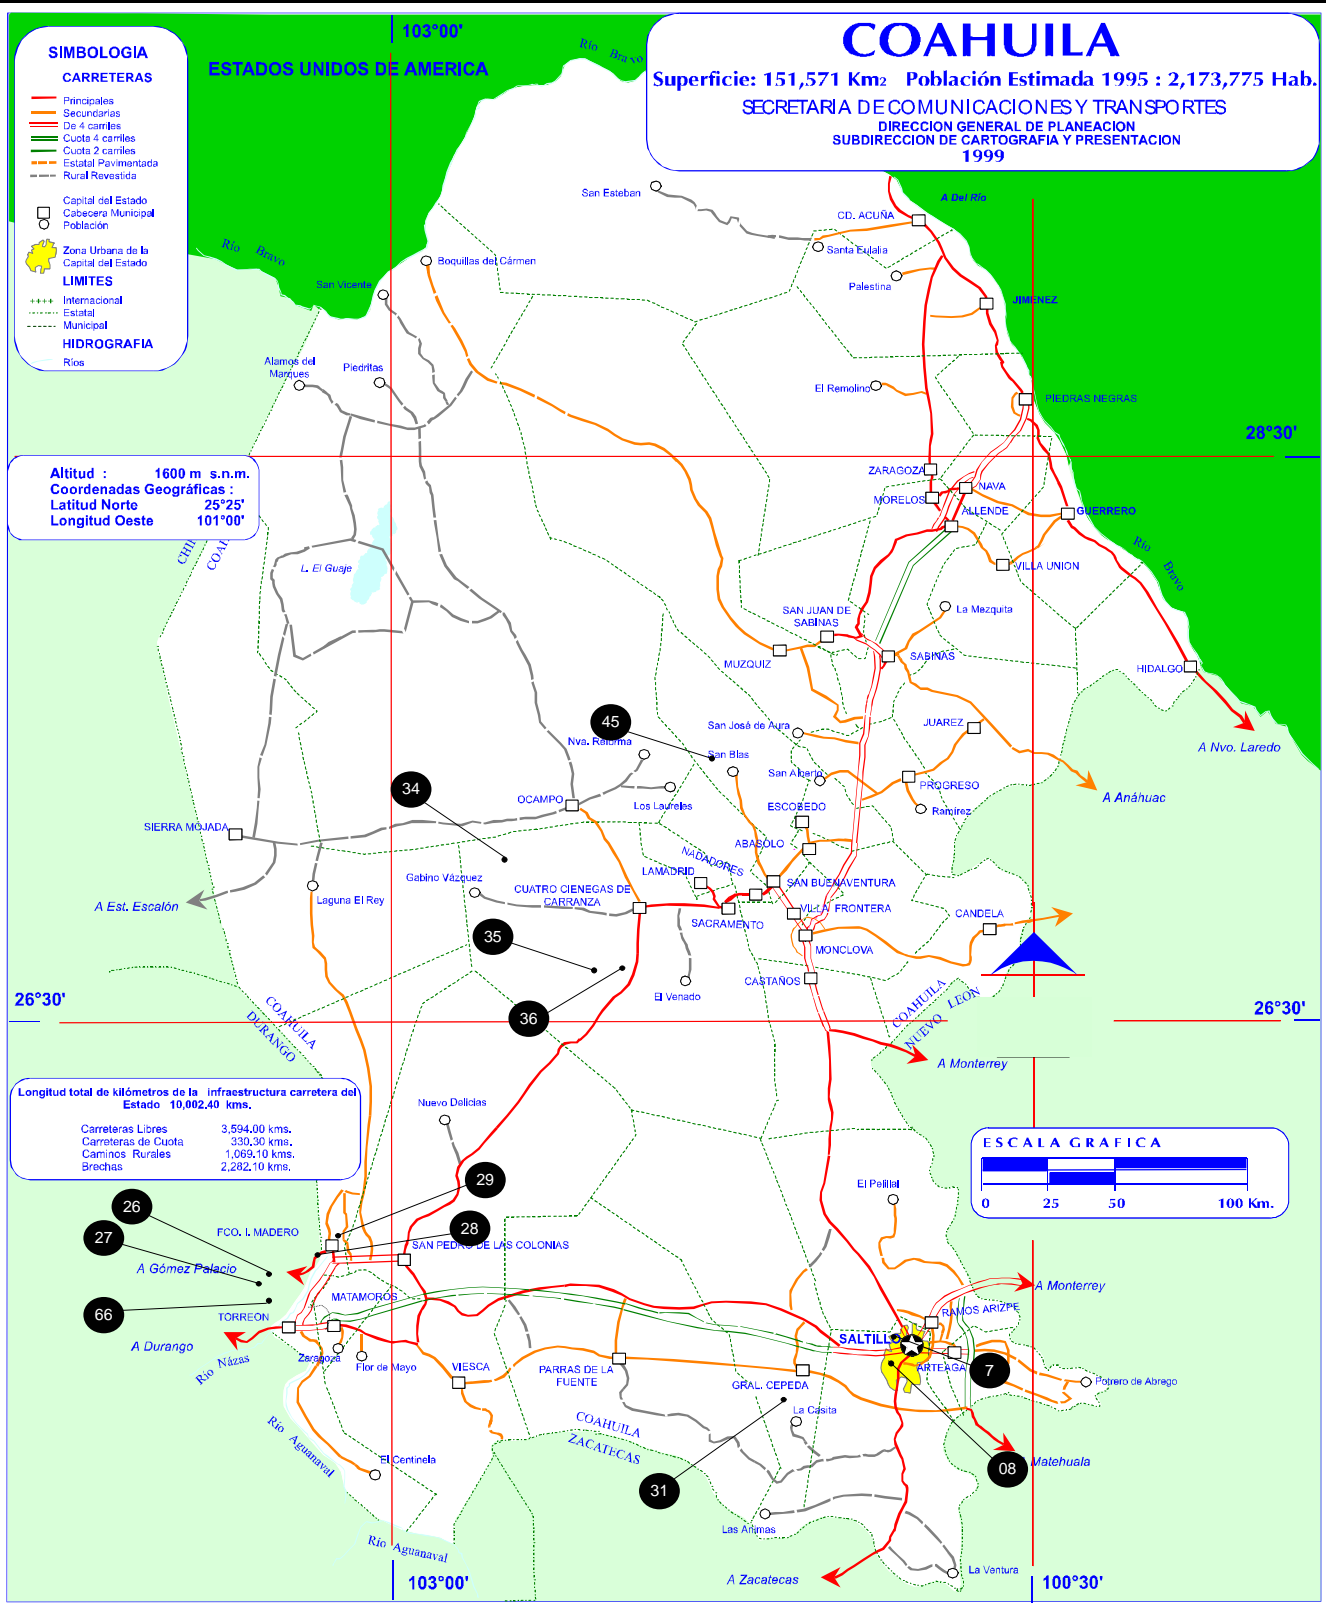 COAHUILA
Superficie: 151,571 Km2 Población Estimada 1995 : 2,173,775 Hab.
SECRETARIA DE COMUNICACIONES Y TRANSPORTES
DIRECCION GENERAL DE PLANEACION
SUBDIRECCION DE CARTOGRAFIA Y PRESENTACION
1999
103°00'
ESTADOS UNIDOS DE AMERICA
Río Bravo
SIMBOLOGIA
CARRETERAS
Principales
Secundarias
De 4 carriles
Cuota 4 carriles
Cuota 2 carriles
Estatal Pavimentada
Rural Revestida
Capital del Estado
Cabecera Municipal
Población
Zona Urbana de la
Capital del Estado
LIMITES
Internacional
Estatal
Municipal
HIDROGRAFIA
Ríos
San Esteban
A Del Río
CD. ACUÑA
Santa Eulalia
Río Bravo
Boquillas del Cármen
Palestina
San Vicente
JIMENEZ
Alamos del
Marques
Piedritas
El Remolino
PIEDRAS NEGRAS
28°30'
Altitud : 1600 m s.n.m.
Coordenadas Geográficas :
Latitud Norte 25°25'
Longitud Oeste 101°00'
ZARAGOZA
NAVA
MORELOS
ALLENDE
GUERRERO
CHI
COA
Río Bravo
L. El Guaje
VILLA UNION
La Mezquita
SAN JUAN DE
SABINAS
MUZQUIZ
SABINAS
HIDALGO
45
San José de Aura
JUAREZ
A Nvo. Laredo
Nva. Reforma
San Blas
San Alberto
34
PROGRESO
A Anáhuac
OCAMPO
Los Laureles
ESCOBEDO
Ramírez
SIERRA MOJADA
ABASOLO
NADADORES
LAMADRID
Gabino Vázquez
CUATRO CIENEGAS DE
CARRANZA
SAN BUENAVENTURA
A Est. Escalón
Laguna El Rey
SACRAMENTO
VILLA FRONTERA
CANDELA
35
MONCLOVA
CASTAÑOS
El Venado
26°30'
COAHUILA
DURANGO
36
COAHUILA
NUEVO LEON
26°30'
A Monterrey
Longitud total de kilómetros de la infraestructura carretera del
Estado 10,002.40 kms.
Carreteras Libres 3,594.00 kms.
Carreteras de Cuota 330.30 kms.
Caminos Rurales 1,069.10 kms.
Brechas 2,282.10 kms.
Nuevo Delicias
ESCALA GRAFICA
0 25 50 100 Km.
29
El Pelillal
26
27
28
FCO. I. MADERO
SAN PEDRO DE LAS COLONIAS
A Gómez Palacio
A Monterrey
66
MATAMOROS
TORREON
RAMOS ARIZPE
A Durango
SALTILLO
Río Názas
Zaragoza
Flor de Mayo
VIESCA
PARRAS DE LA
FUENTE
GRAL. CEPEDA
ARTEAGA
7
Potrero de Abrego
La Casita
COAHUILA
ZACATECAS
Río Aguanaval
El Centinela
31
08
Matehuala
Las Animas
Río Aguanaval
La Ventura
A Zacatecas
103°00'
100°30'